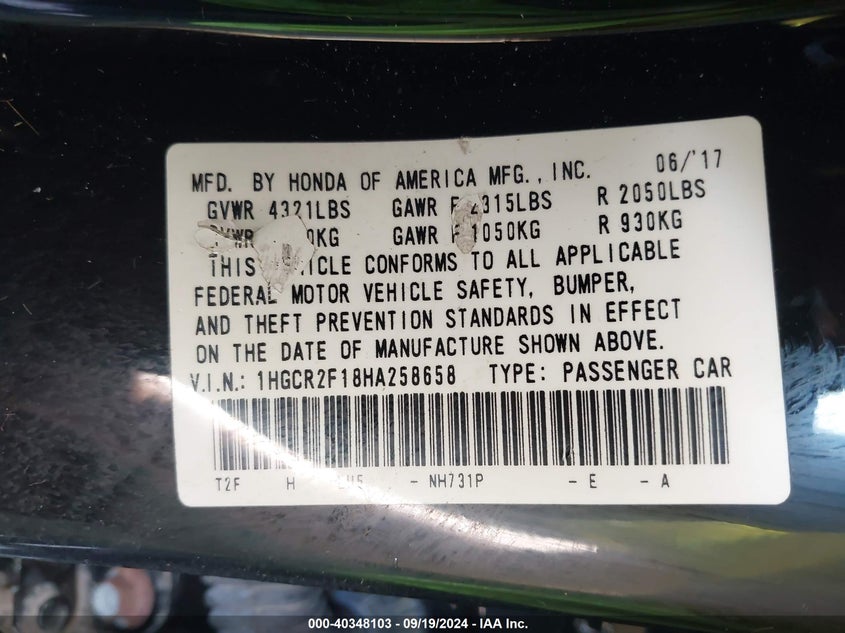 MFD. BY HONDA OF AMERICA MFG., INC. 06/'17
GVWR 4321LBS GAWR F 2315LBS R 2050LBS
GAWR F 1050KG R 930KG
THIS VEHICLE CONFORMS TO ALL APPLICABLE
FEDERAL MOTOR VEHICLE SAFETY, BUMPER,
AND THEFT PREVENTION STANDARDS IN EFFECT
ON THE DATE OF MANUFACTURE SHOWN ABOVE.
V.I.N.: 1HGCR2F18HA258658 TYPE: PASSENGER CAR
T2F H - NH731P - E - A
000-40348103 - 09/19/2024 - IAA Inc.